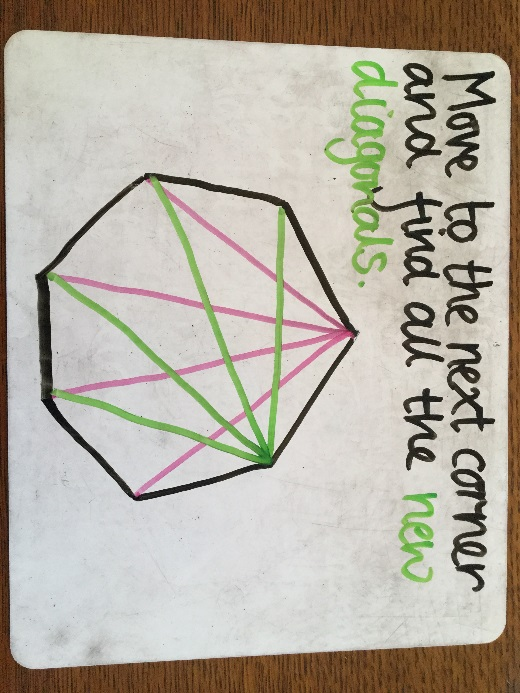 Move to the next corner
and find all the new
diagonals.